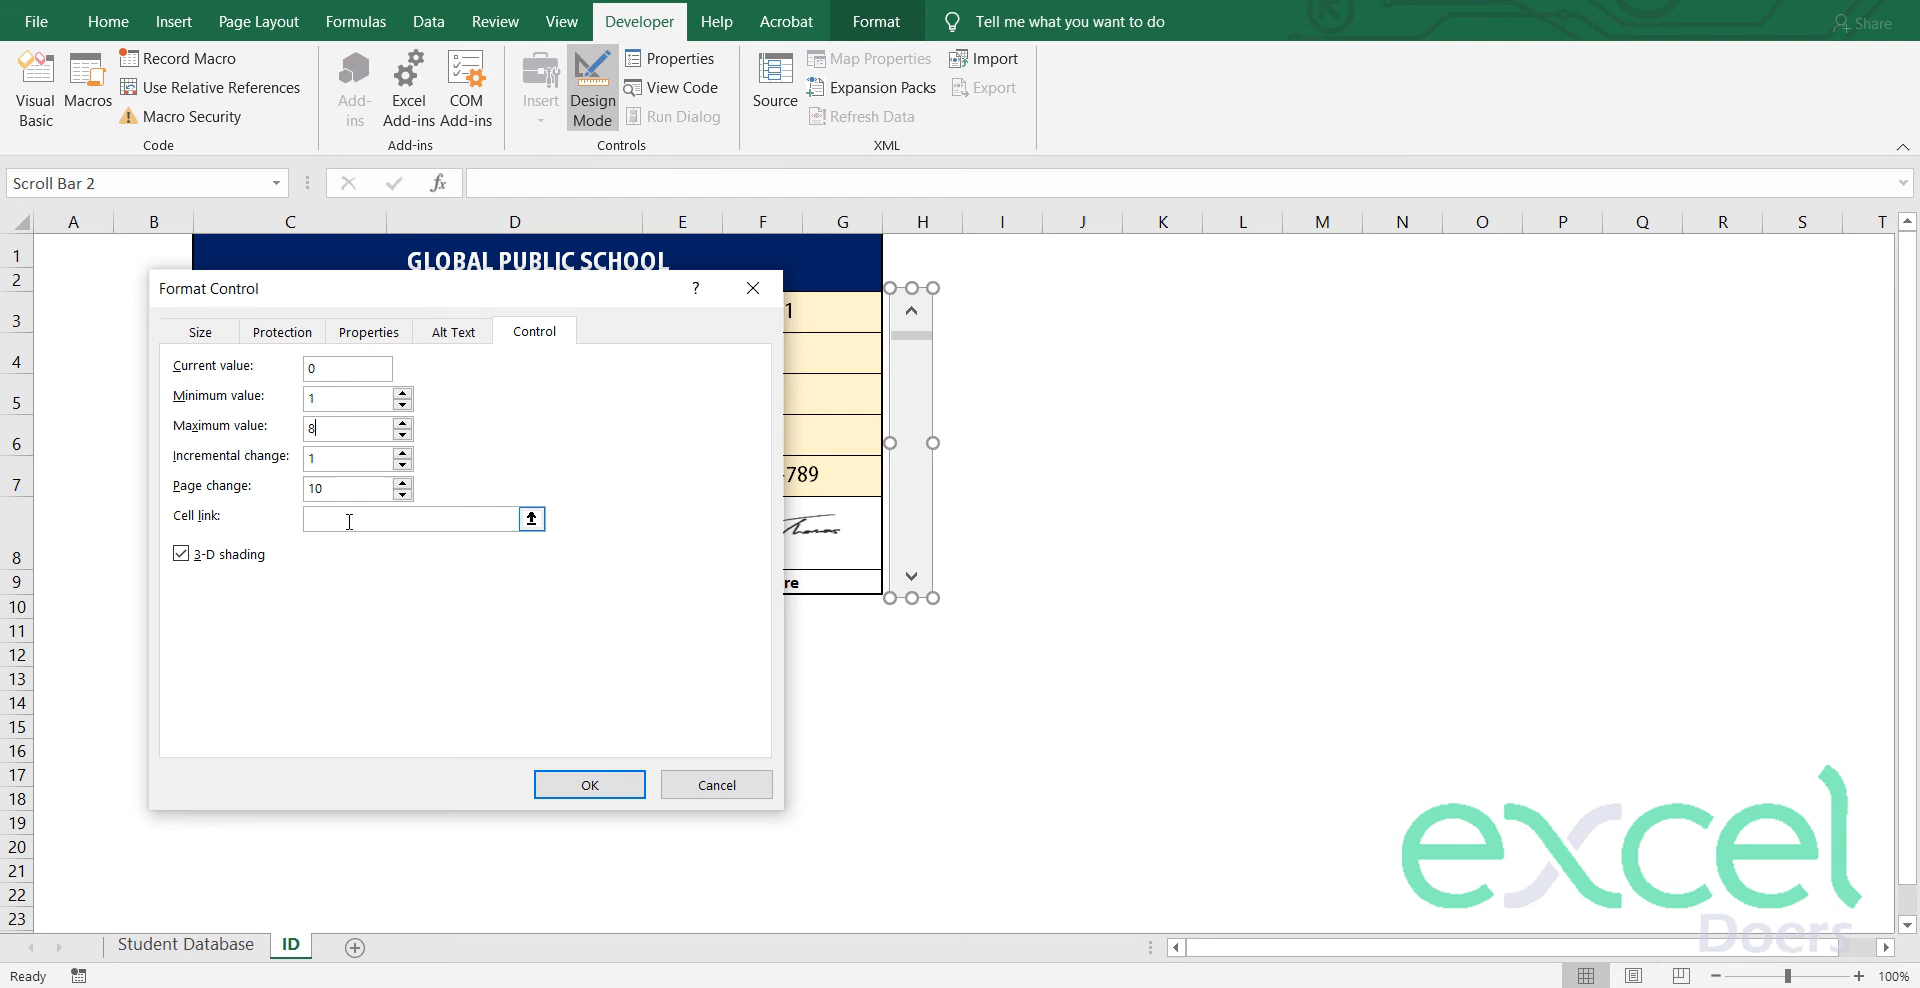 File Home Insert Page Layout Formulas Data Review View Developer Help Acrobat Format Tell me what you want to do Share
Visual Basic
Macros
Record Macro
Use Relative References
Macro Security
Code
Add-ins
Excel Add-ins
COM Add-ins
Add-ins
Insert
Design Mode
Properties
View Code
Run Dialog
Controls
Source
Map Properties
Expansion Packs
Refresh Data
Import
Export
XML
Scroll Bar 2
fx
A B C D E F G H I J K L M N O P Q R S T
1
2
3
4
5
6
7
8
9
10
11
12
13
14
15
16
17
18
19
20
21
22
23
GLOBAL PUBLIC SCHOOL
1
-789
Thomas
re
Format Control ?
Size Protection Properties Alt Text Control
Current value: 0
Minimum value: 1
Maximum value: 8
Incremental change: 1
Page change: 10
Cell link:
3-D shading
OK Cancel
excel
Doers
Student Database ID
Ready
100%